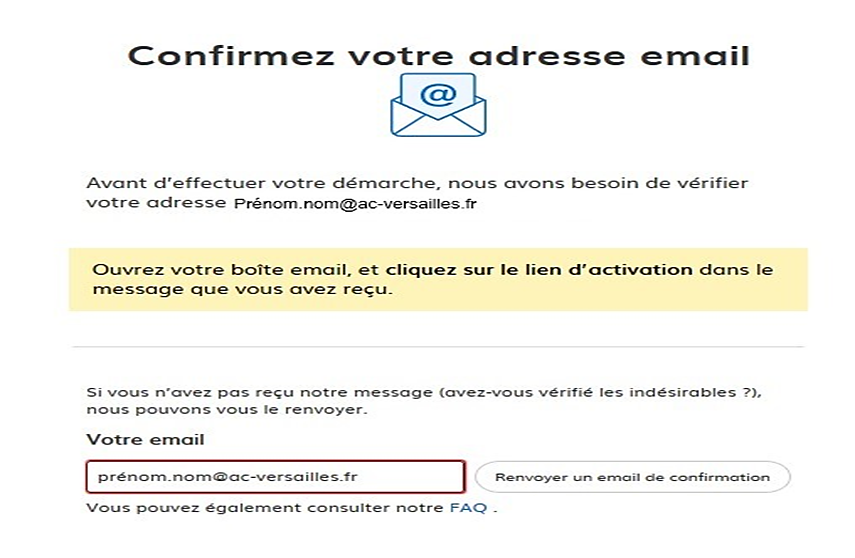 Confirmez votre adresse email
@
Avant d'effectuer votre démarche, nous avons besoin de vérifier
votre adresse Prénom.nom@ac-versailles.fr
Ouvrez votre boîte email, et cliquez sur le lien d'activation dans le
message que vous avez reçu.
Si vous n'avez pas reçu notre message (avez-vous vérifié les indésirables ?),
nous pouvons vous le renvoyer.
Votre email
prénom.nom@ac-versailles.fr Renvoyer un email de confirmation
Vous pouvez également consulter notre FAQ .